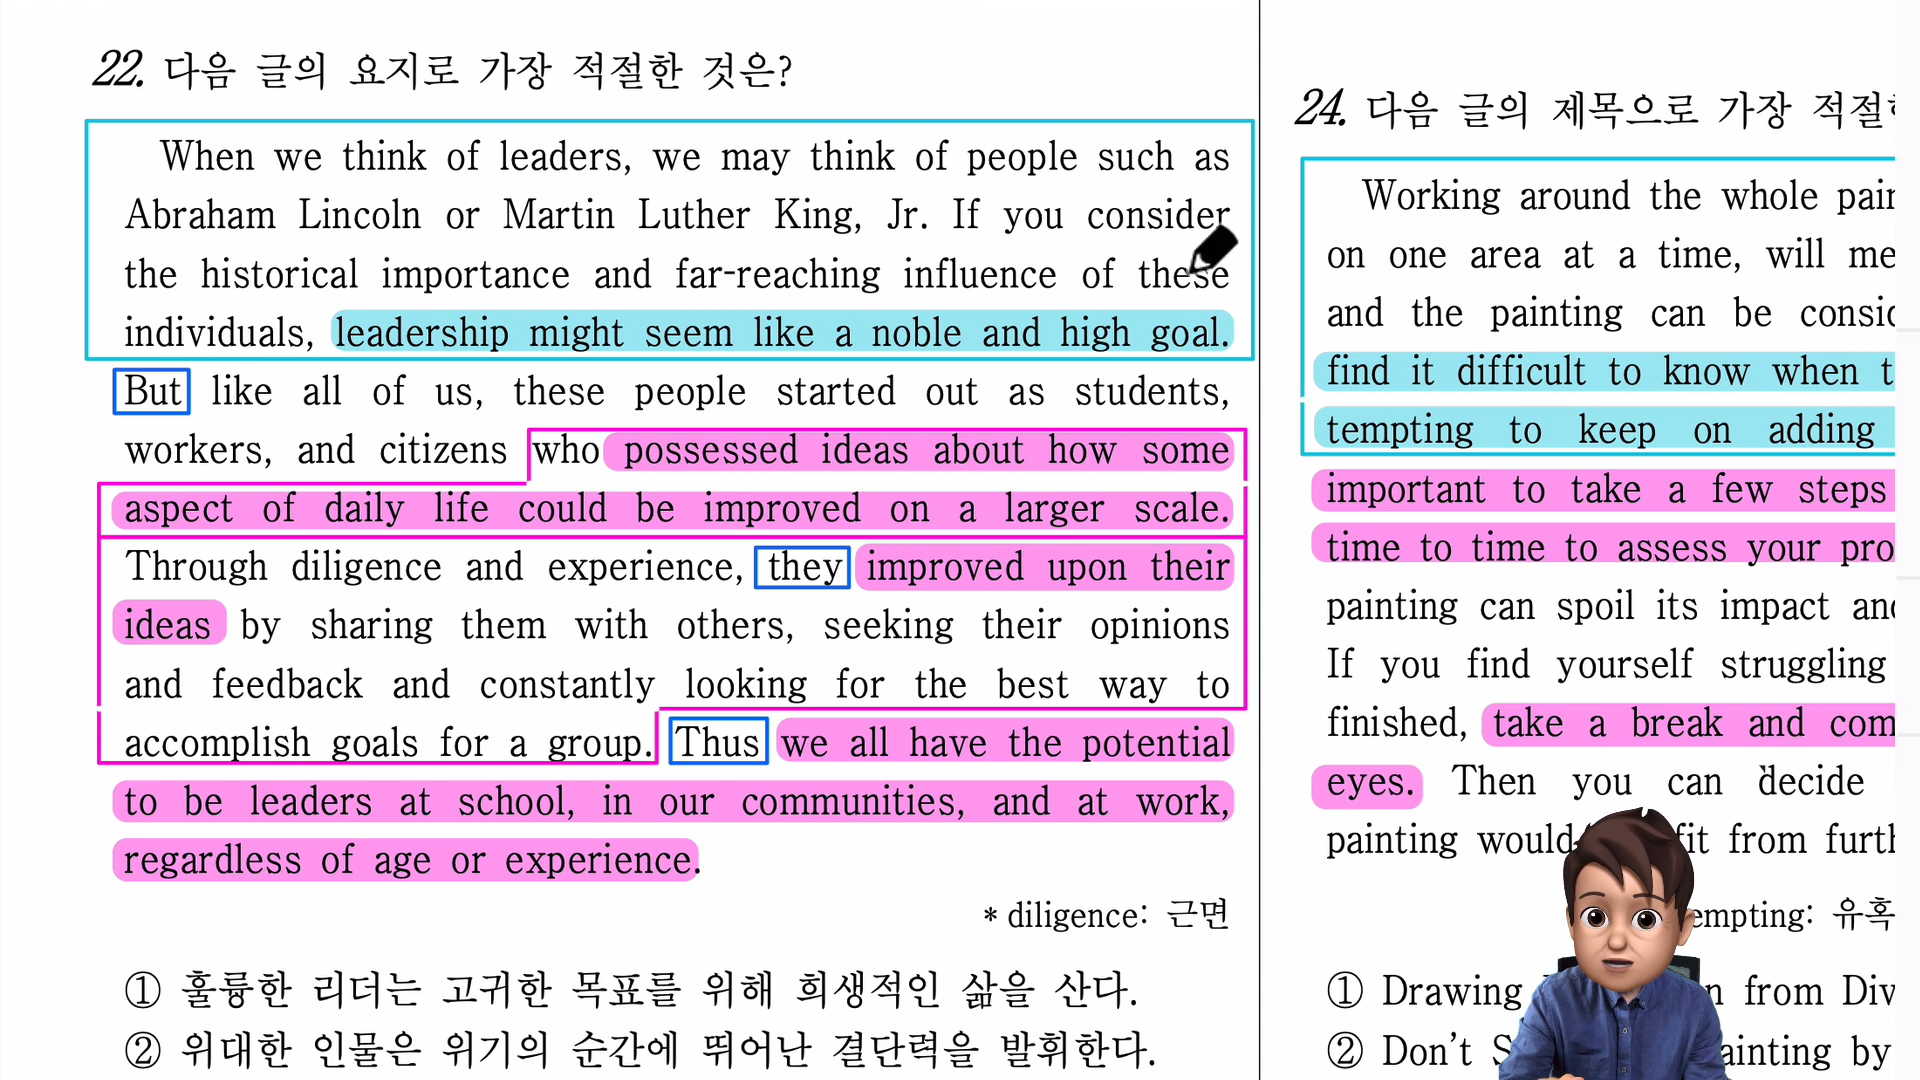 22. 다음 글의 요지로 가장 적절한 것은?
When we think of leaders, we may think of people such as
Abraham Lincoln or Martin Luther King, Jr. If you consider
the historical importance and far-reaching influence of these
individuals, leadership might seem like a noble and high goal.
But like all of us, these people started out as students,
workers, and citizens who possessed ideas about how some
aspect of daily life could be improved on a larger scale.
Through diligence and experience, they improved upon their
ideas by sharing them with others, seeking their opinions
and feedback and constantly looking for the best way to
accomplish goals for a group. Thus we all have the potential
to be leaders at school, in our communities, and at work,
regardless of age or experience.
* diligence: 근면
① 훌륭한 리더는 고귀한 목표를 위해 희생적인 삶을 산다.
② 위대한 인물은 위기의 순간에 뛰어난 결단력을 발휘한다.
24. 다음 글의 제목으로 가장 적절
Working around the whole
on one area at a time, will
and the painting can be
find it difficult to know when
tempting to keep on adding
important to take a few steps
time to time to assess your
painting can spoil its impact
If you find yourself struggling
finished, take a break and
eyes. Then you can decide
painting would from
유혹
① Drawing from
② Don't by